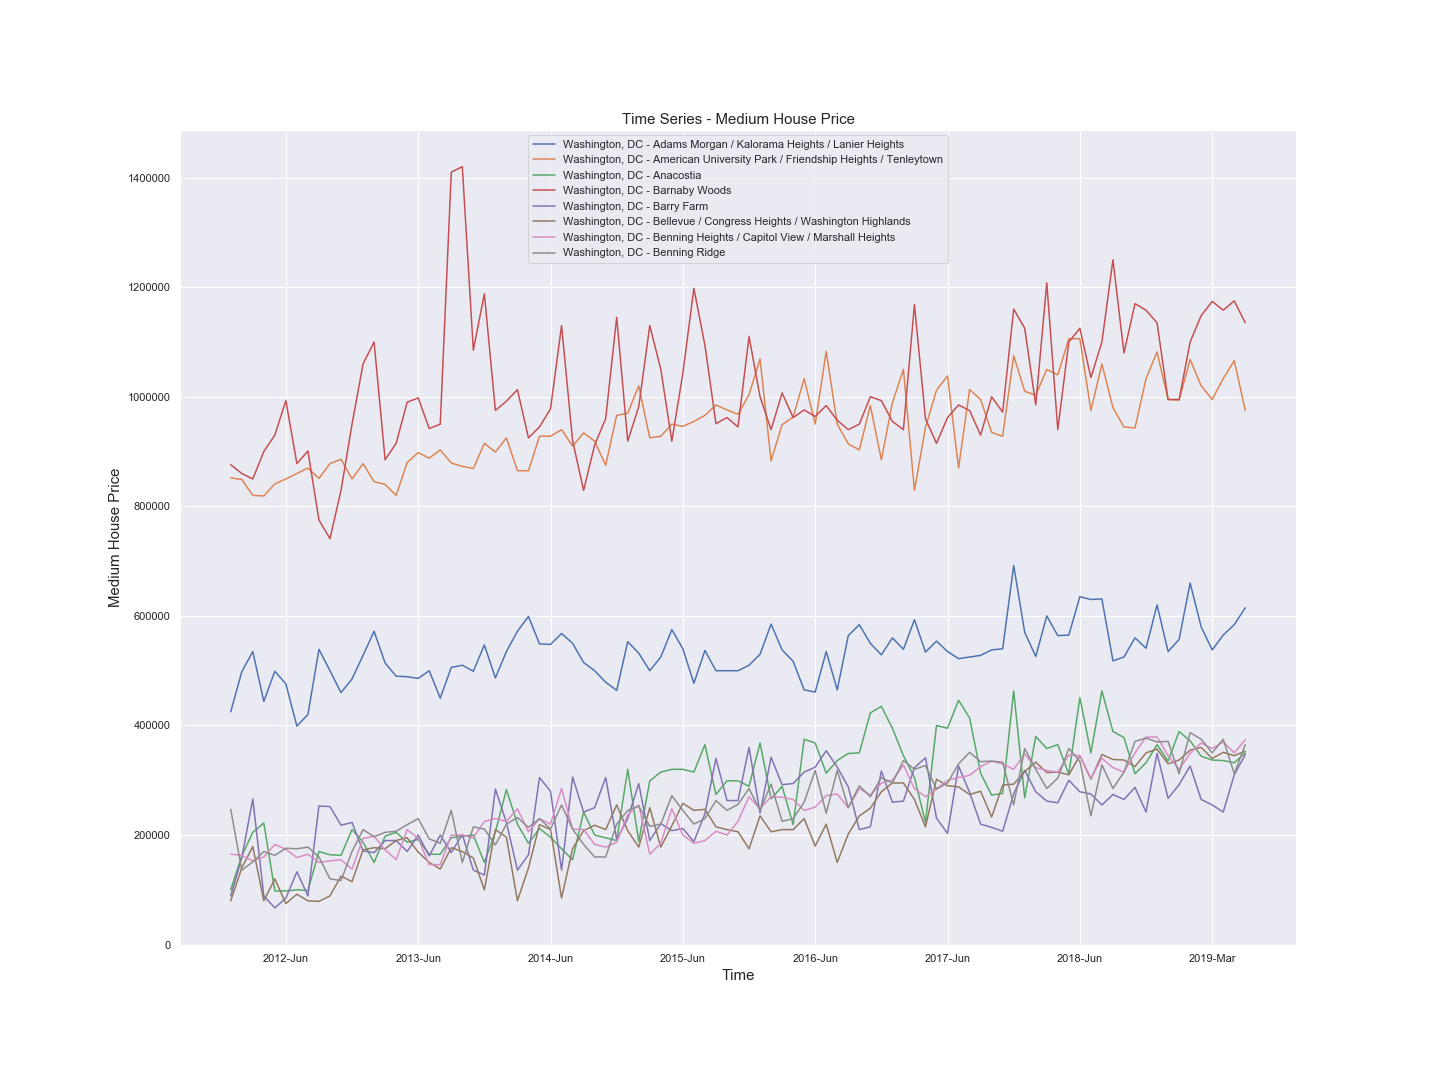 Time Series - Medium House Price
Washington, DC - Adams Morgan / Kalorama Heights / Lanier Heights
Washington, DC - American University Park / Friendship Heights / Tenleytown
Washington, DC - Anacostia
Washington, DC - Barnaby Woods
Washington, DC - Barry Farm
Washington, DC - Bellevue / Congress Heights / Washington Highlands
Washington, DC - Benning Heights / Capitol View / Marshall Heights
Washington, DC - Benning Ridge
Medium House Price
1400000
1200000
1000000
800000
600000
400000
200000
0
2012-Jun 2013-Jun 2014-Jun 2015-Jun 2016-Jun 2017-Jun 2018-Jun 2019-Mar
Time